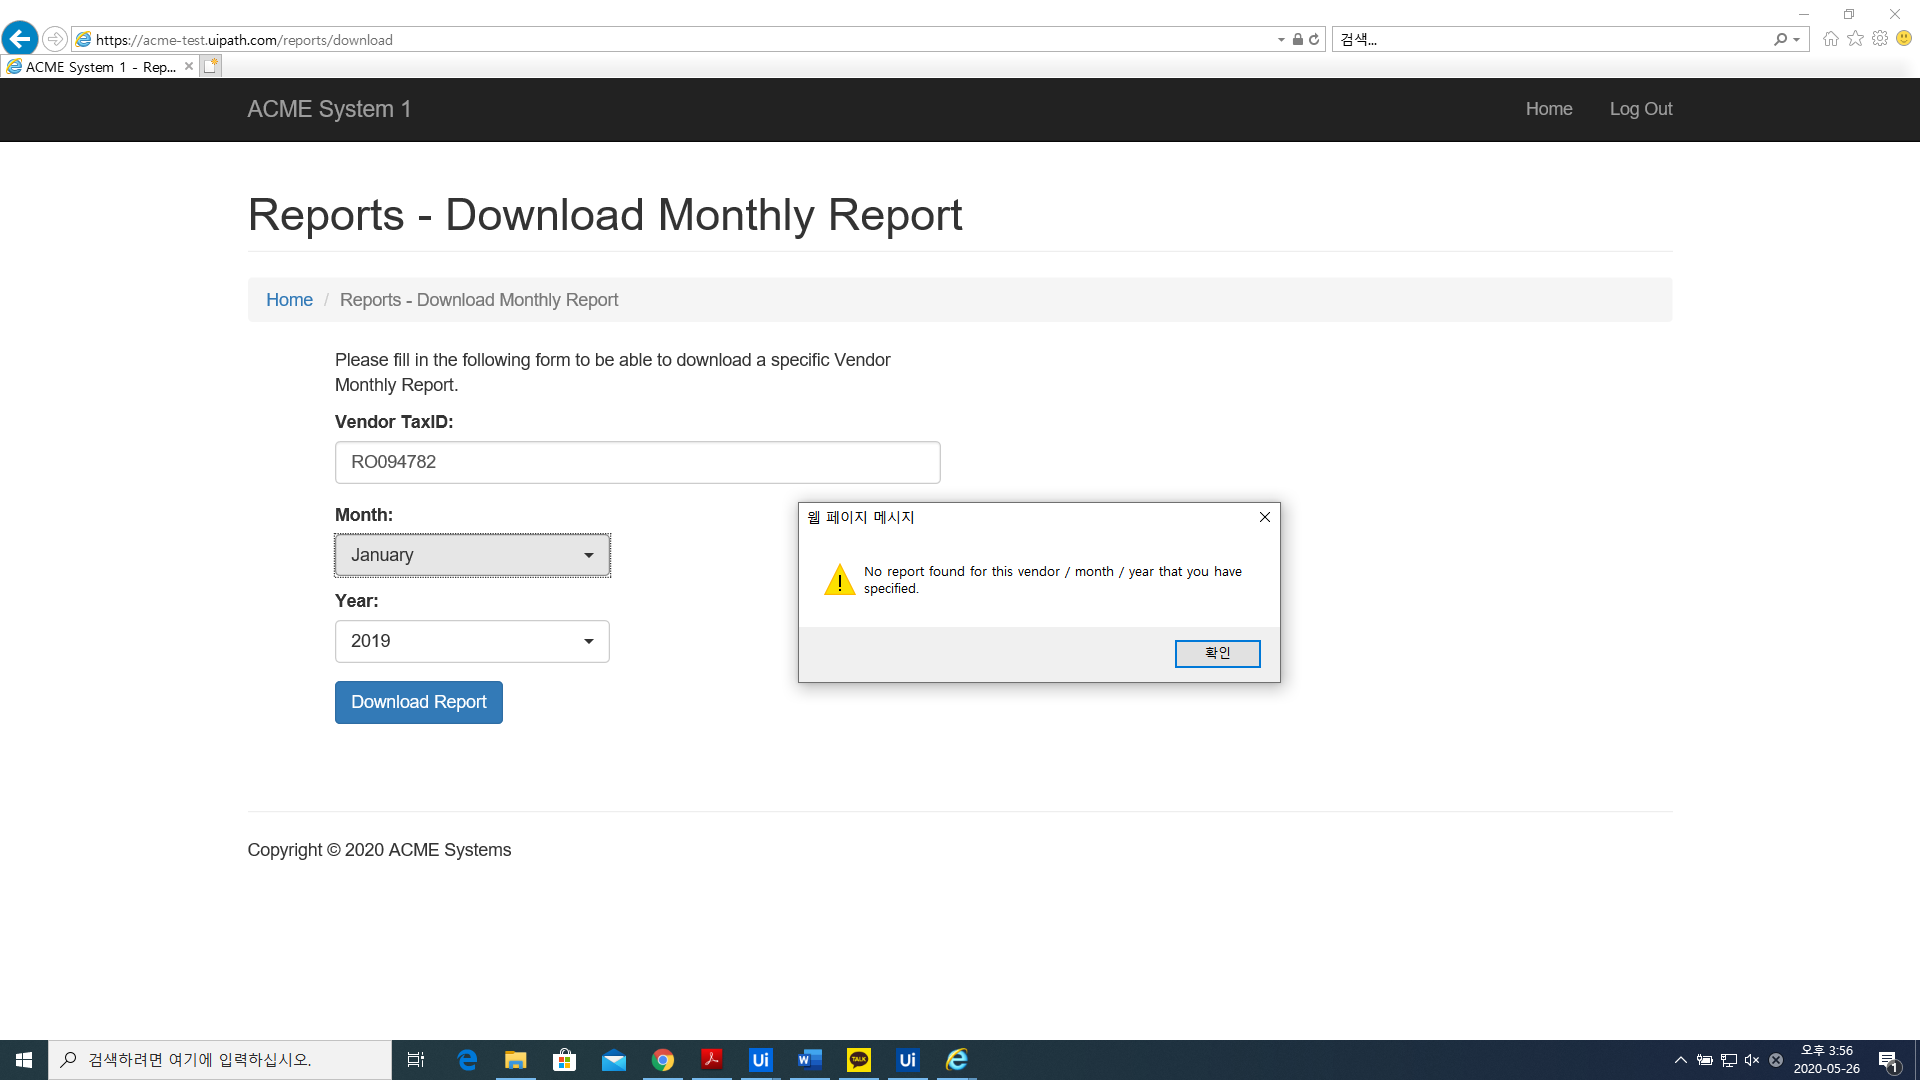 https://acme-test.uipath.com/reports/download
검색...
ACME System 1 - Rep...
ACME System 1
Home
Log Out
Reports - Download Monthly Report
Home / Reports - Download Monthly Report
Please fill in the following form to be able to download a specific Vendor
Monthly Report.
Vendor TaxID:
RO094782
Month:
January
Year:
2019
Download Report
웹 페이지 메시지
No report found for this vendor / month / year that you have
specified.
확인
Copyright © 2020 ACME Systems
검색하려면 여기에 입력하십시오.
Ui
W
TALK
Ui
오후 3:56
2020-05-26
1